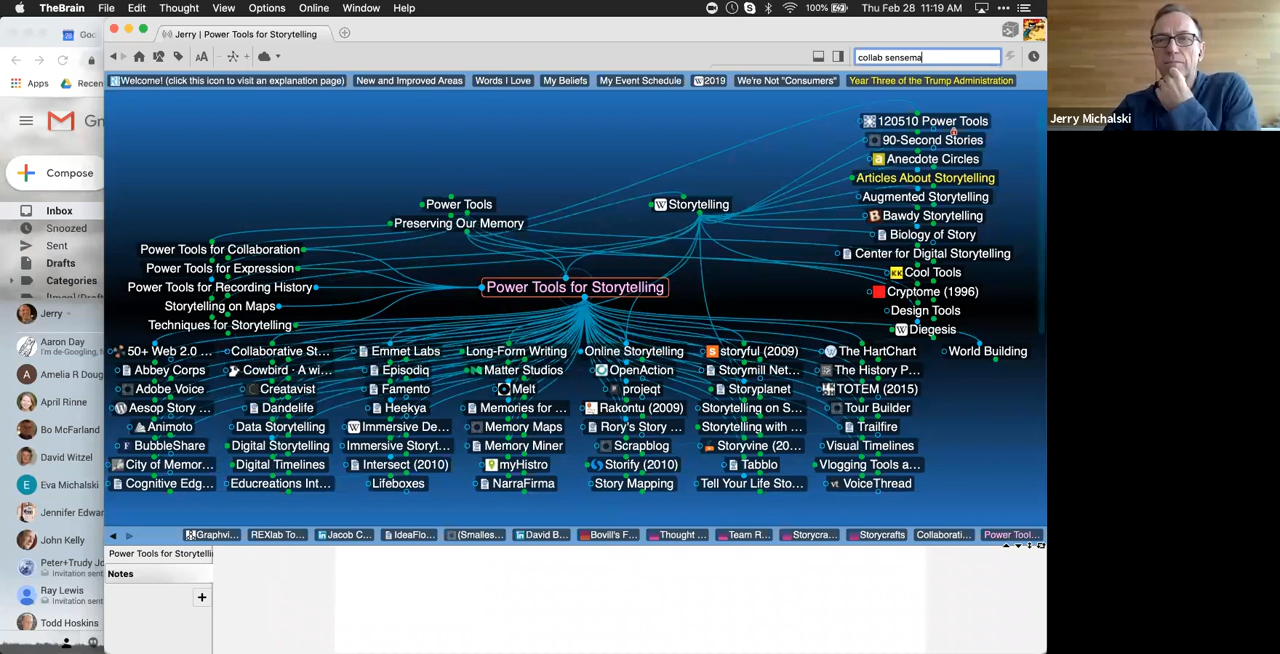 TheBrain File Edit Thought View Options Online Window Help
100% Thu Feb 28 11:19 AM
Jerry | Power Tools for Storytelling
collab sensema
Welcome! (click this icon to visit an explanation page) New and Improved Areas Words I Love My Beliefs My Event Schedule 2019 We're Not "Consumers" Year Three of the Trump Administration
Apps Recen
Compose
Inbox
Snoozed
Sent
Drafts
Categories
Jerry
Aaron Day
I'm de-Googling, f
Amelia R Doug
April Rinne
Bo McFarland
David Witzel
Eva Michalski
Jennifer Edwar
John Kelly
Peter+Trudy Jo
Invitation sent
Ray Lewis
Invitation sent
Todd Hoskins
Power Tools
Preserving Our Memory
Storytelling
120510 Power Tools
90-Second Stories
Anecdote Circles
Articles About Storytelling
Augmented Storytelling
Bawdy Storytelling
Biology of Story
Center for Digital Storytelling
Cool Tools
Cryptome (1996)
Design Tools
Diegesis
Power Tools for Collaboration
Power Tools for Expression
Power Tools for Recording History
Storytelling on Maps
Techniques for Storytelling
Power Tools for Storytelling
50+ Web 2.0 ...
Abbey Corps
Adobe Voice
Aesop Story ...
Animoto
BubbleShare
City of Memor...
Cognitive Edg...
Collaborative St...
Cowbird · A wi...
Creatavist
Dandelife
Data Storytelling
Digital Storytelling
Digital Timelines
Educreations Int...
Emmet Labs
Episodiq
Famento
Heekya
Immersive De...
Immersive Storyt...
Intersect (2010)
Lifeboxes
Long-Form Writing
Matter Studios
Melt
Memories for ...
Memory Maps
Memory Miner
myHistro
NarraFirma
Online Storytelling
OpenAction
projeqt
Rakontu (2009)
Rory's Story ...
Scrapblog
Storify (2010)
Story Mapping
storyful (2009)
Storymill Net...
Storyplanet
Storytelling on S...
Storytelling with ...
Storyvine (20...
Tabblo
Tell Your Life Sto...
The HartChart
The History P...
TOTEM (2015)
Tour Builder
Trailfire
Visual Timelines
Vlogging Tools a...
VoiceThread
World Building
Graphvi... REXlab To... Jacob C... IdeaFlo... (Smalles... David B... Bovill's F... Thought ... Team R... Storycra... Storycrafts Collaborati... Power Tool...
Power Tools for Storytelli
Notes
Jerry Michalski